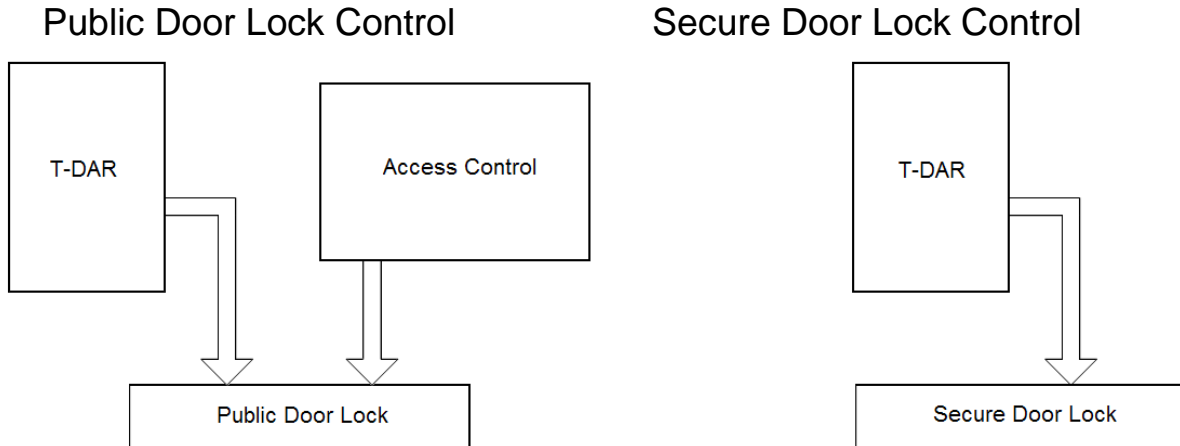 Public Door Lock Control
Secure Door Lock Control
T-DAR
Access Control
T-DAR
Public Door Lock
Secure Door Lock